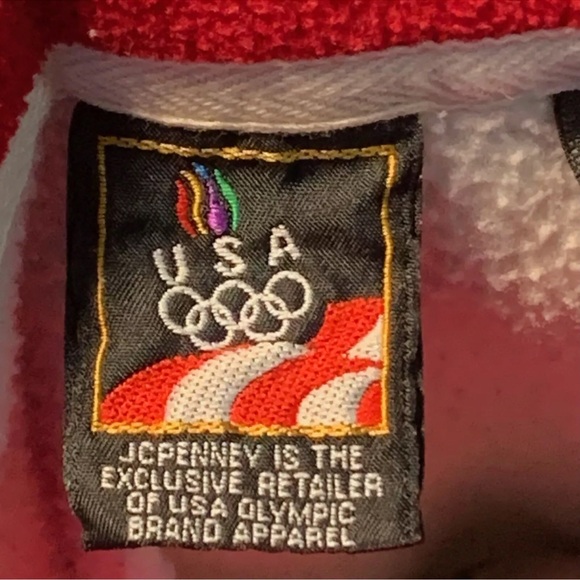 USA
JCPENNEY IS THE
EXCLUSIVE RETAILER
OF USA OLYMPIC
BRAND APPAREL